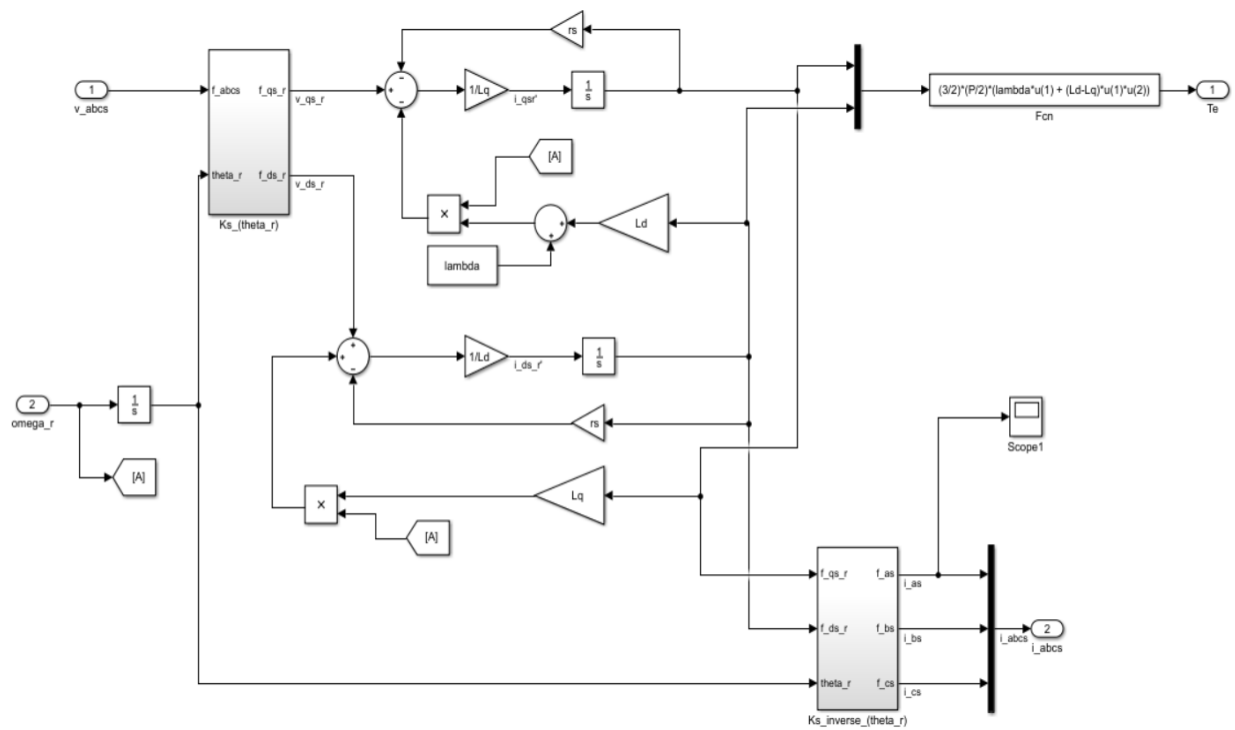 rs
1
v_abcs
f_abcs
f_qs_r
v_qs_r
theta_r
f_ds_r
v_ds_r
Ks_(theta_r)
−
+
−
1/Lq
i_qsr'
1
s
(3/2)*(P/2)*(lambda*u(1) + (Ld-Lq)*u(1)*u(2))
Fcn
1
Te
[A]
×
+
+
Ld
lambda
+
+
−
1/Ld
i_ds_r'
1
s
2
omega_r
1
s
rs
Scope1
[A]
×
Lq
[A]
f_qs_r
f_as
i_as
f_ds_r
f_bs
i_bs
theta_r
f_cs
i_cs
Ks_inverse_(theta_r)
i_abcs
2
i_abcs